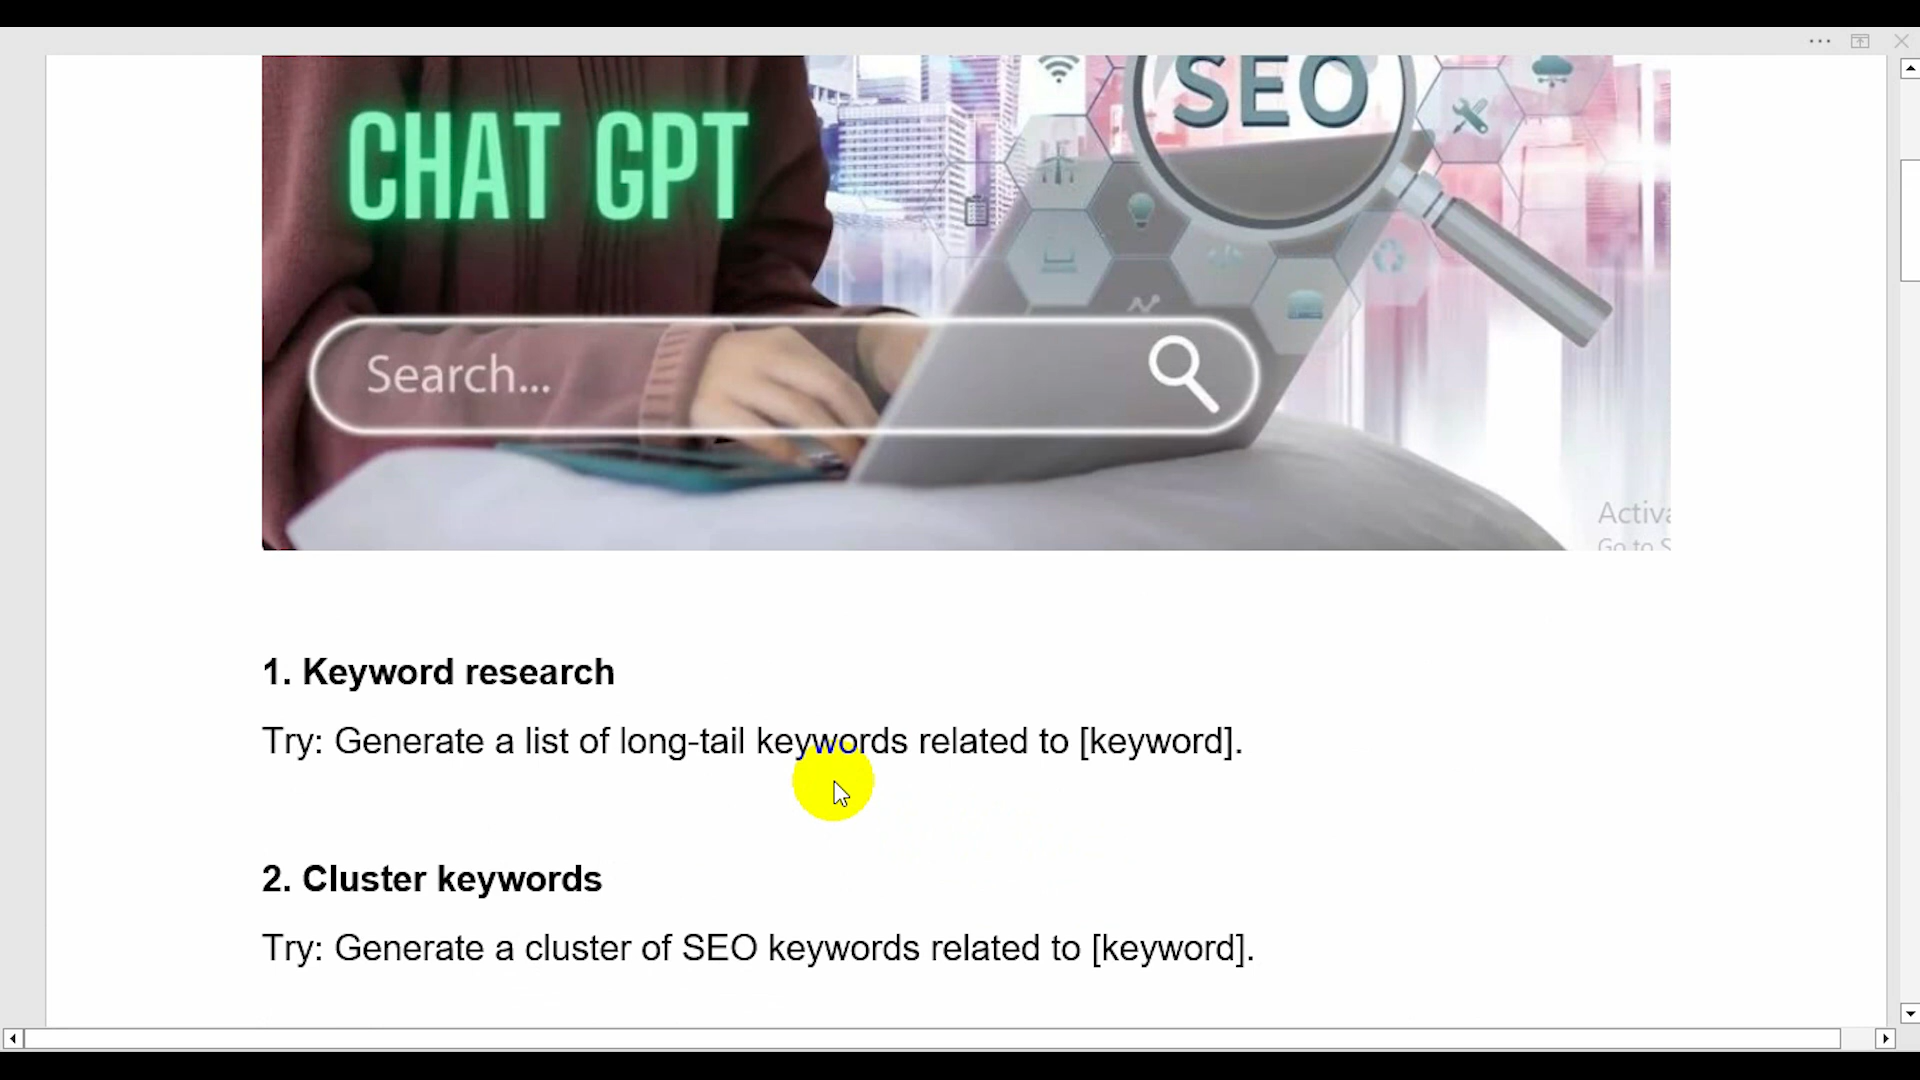 SEO
CHAT GPT
Search...
1. Keyword research
Try: Generate a list of long-tail keywords related to [keyword].
2. Cluster keywords
Try: Generate a cluster of SEO keywords related to [keyword].